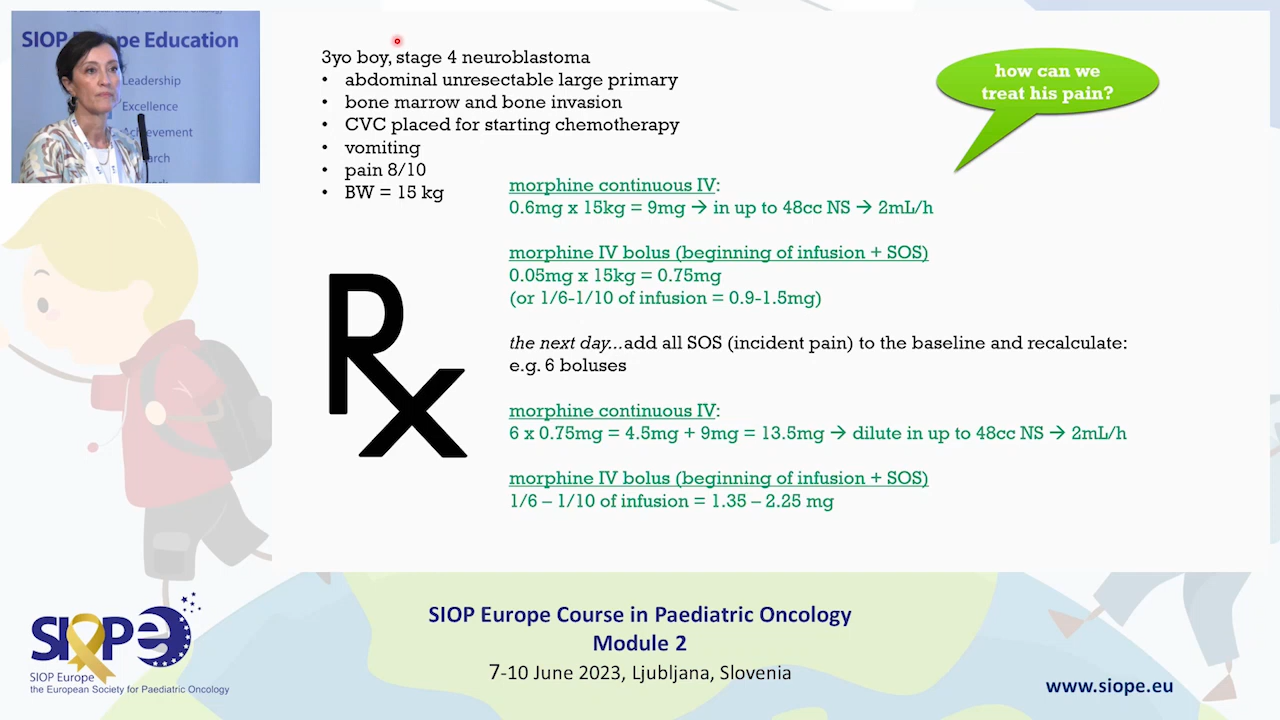 SIOP Europe Education
Leadership
Excellence
Achievement
3yo boy, stage 4 neuroblastoma
• abdominal unresectable large primary
• bone marrow and bone invasion
• CVC placed for starting chemotherapy
• vomiting
• pain 8/10
• BW = 15 kg
how can we
treat his pain?
morphine continuous IV:
0.6mg x 15kg = 9mg → in up to 48cc NS → 2mL/h
morphine IV bolus (beginning of infusion + SOS)
0.05mg x 15kg = 0.75mg
(or 1/6-1/10 of infusion = 0.9-1.5mg)
Rx
the next day...add all SOS (incident pain) to the baseline and recalculate:
e.g. 6 boluses
morphine continuous IV:
6 x 0.75mg = 4.5mg + 9mg = 13.5mg → dilute in up to 48cc NS → 2mL/h
morphine IV bolus (beginning of infusion + SOS)
1/6 – 1/10 of infusion = 1.35 – 2.25 mg
SIOP Europe Course in Paediatric Oncology
Module 2
7-10 June 2023, Ljubljana, Slovenia
SIOPe
SIOP Europe
the European Society for Paediatric Oncology
www.siope.eu